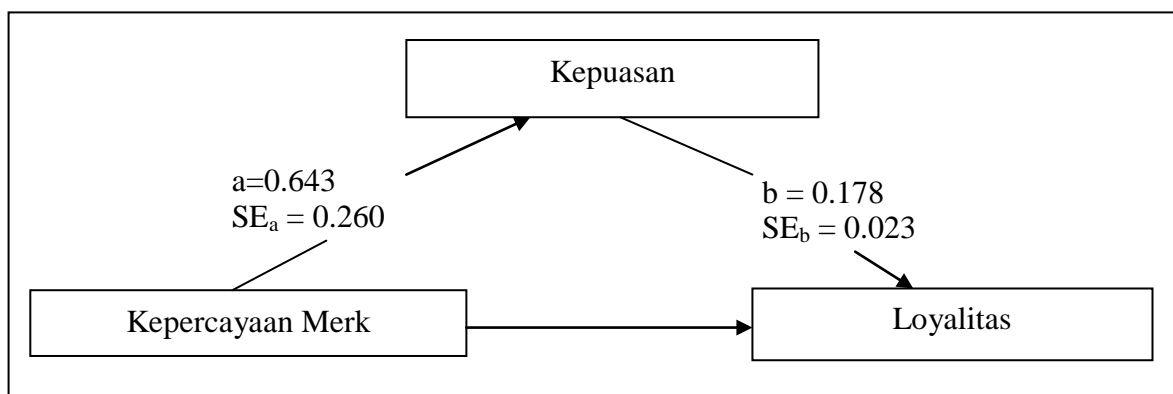 Kepuasan
a=0.643
SEa = 0.260
b = 0.178
SEb = 0.023
Kepercayaan Merk
Loyalitas